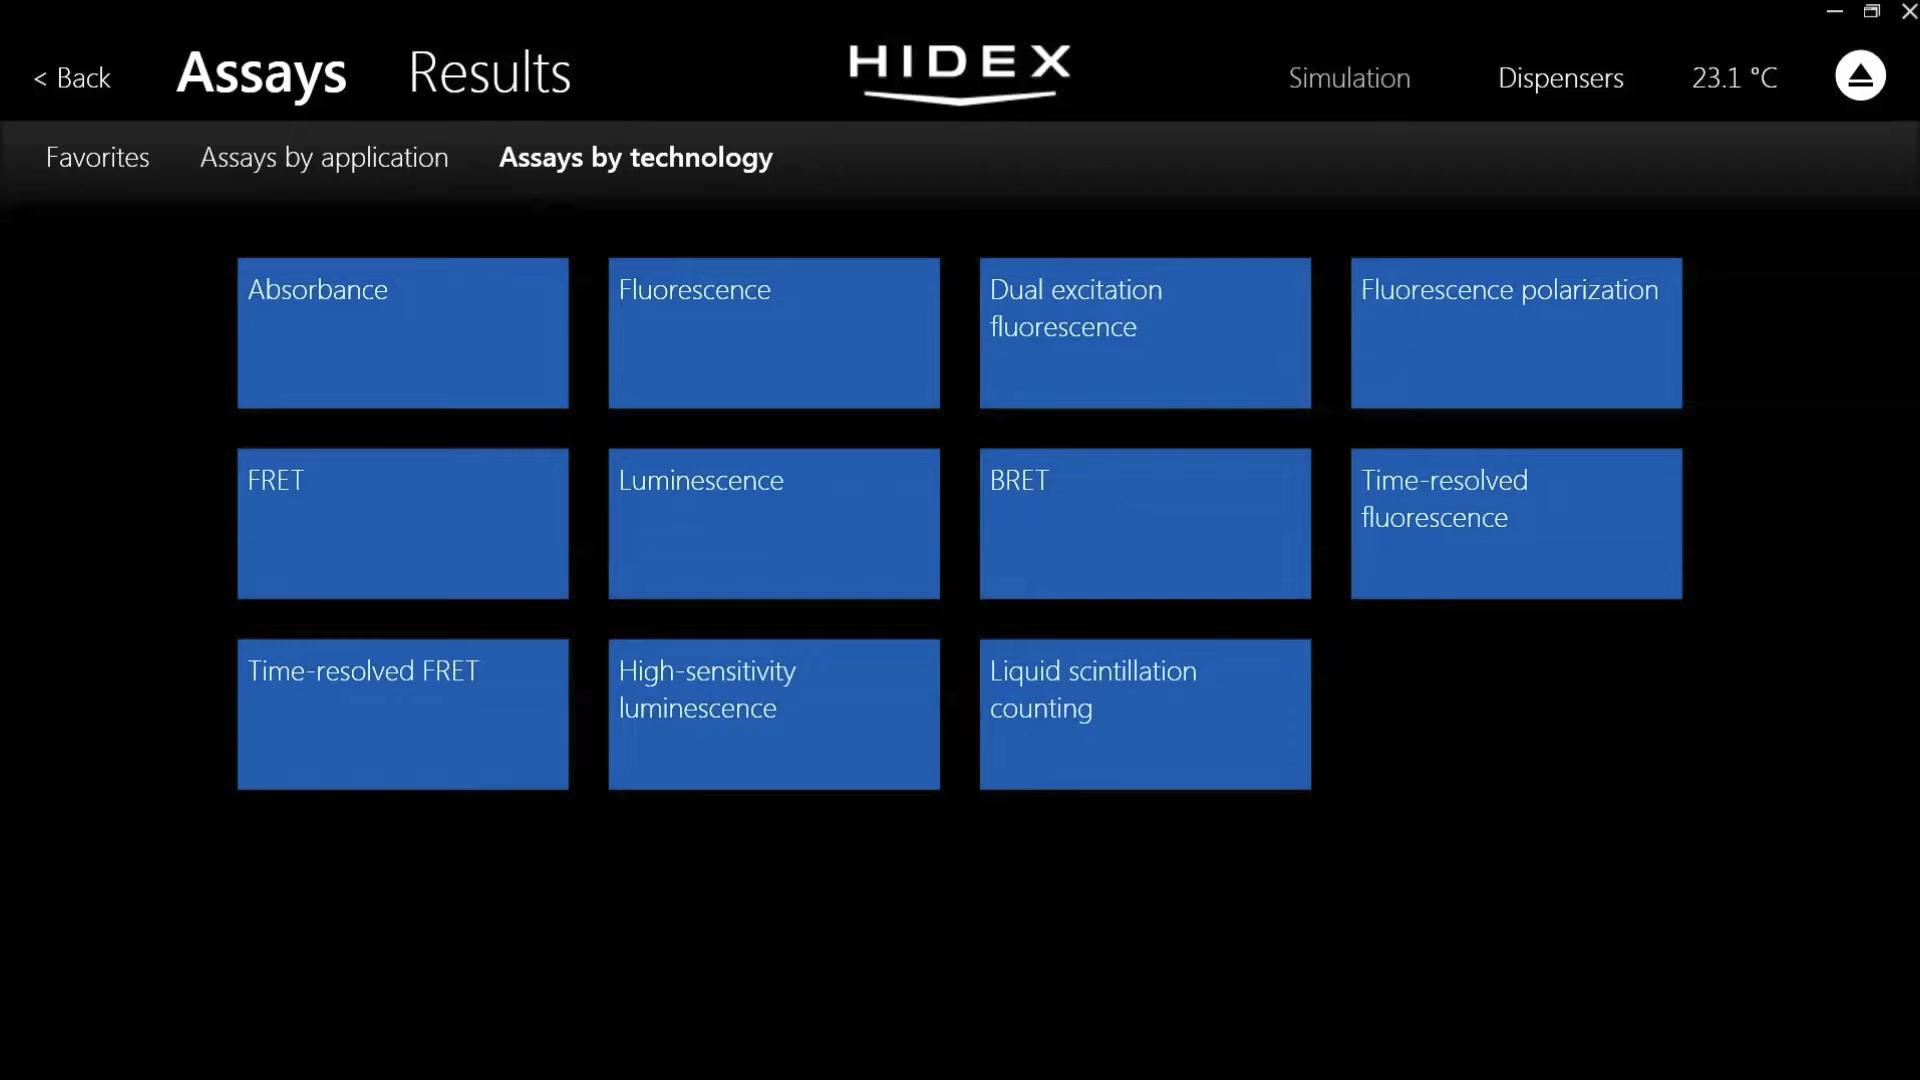 < Back
Assays
Results
HIDEX
Simulation
Dispensers
23.1 °C
Favorites
Assays by application
Assays by technology
Absorbance
Fluorescence
Dual excitation
fluorescence
Fluorescence polarization
FRET
Luminescence
BRET
Time-resolved
fluorescence
Time-resolved FRET
High-sensitivity
luminescence
Liquid scintillation
counting